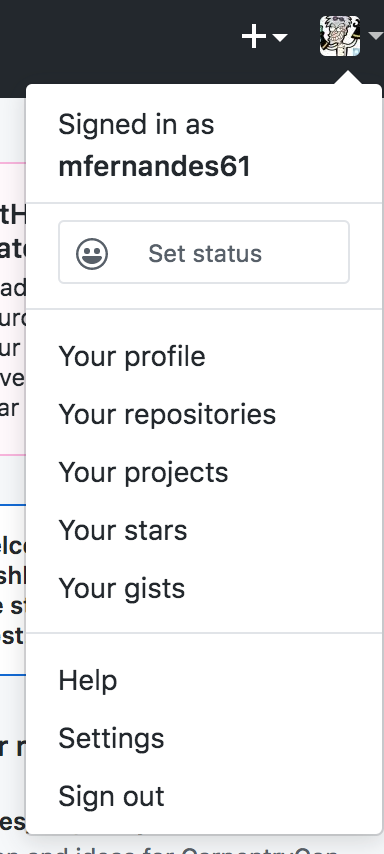 Signed in as
mfernandes61
Set status
Your profile
Your repositories
Your projects
Your stars
Your gists
Help
Settings
Sign out